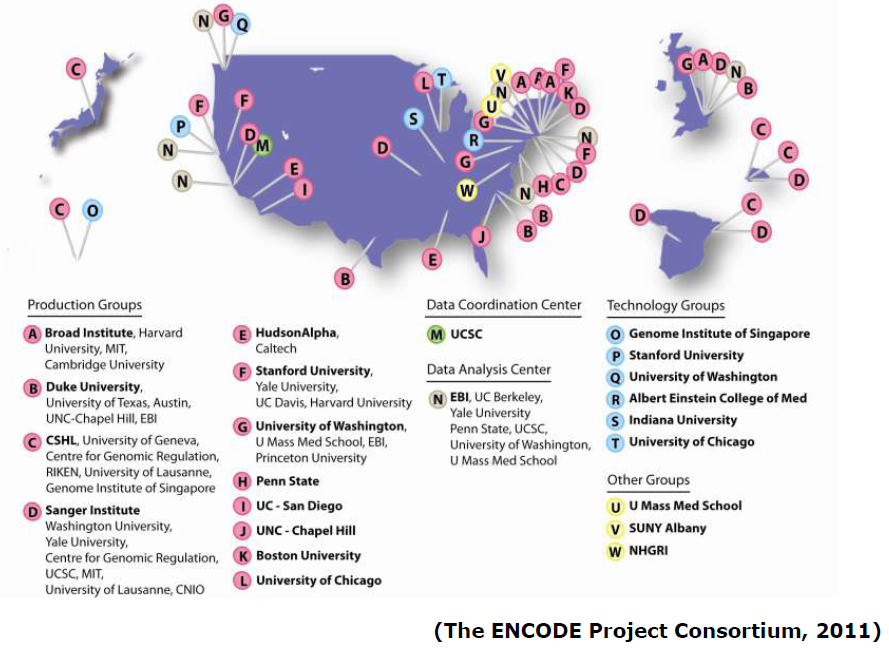 N G Q
C
F F
P D M
N
N
E
I
C O
L T
S
D
V A A A F
N K
U D
G
R N
G F
D
W N H C
B
B
J
E
B
G A D N
B
C
C
D
D C
D
Production Groups
A Broad Institute, Harvard
University, MIT,
Cambridge University
B Duke University,
University of Texas, Austin,
UNC-Chapel Hill, EBI
C CSHL, University of Geneva,
Centre for Genomic Regulation,
RIKEN, University of Lausanne,
Genome Institute of Singapore
D Sanger Institute
Washington University,
Yale University,
Centre for Genomic Regulation,
UCSC, MIT,
University of Lausanne, CNIO
E HudsonAlpha,
Caltech
F Stanford University,
Yale University,
UC Davis, Harvard University
G University of Washington,
U Mass Med School, EBI,
Princeton University
H Penn State
I UC - San Diego
J UNC - Chapel Hill
K Boston University
L University of Chicago
Data Coordination Center
M UCSC
Data Analysis Center
N EBI, UC Berkeley,
Yale University
Penn State, UCSC,
University of Washington,
U Mass Med School
Technology Groups
O Genome Institute of Singapore
P Stanford University
Q University of Washington
R Albert Einstein College of Med
S Indiana University
T University of Chicago
Other Groups
U U Mass Med School
V SUNY Albany
W NHGRI
(The ENCODE Project Consortium, 2011)